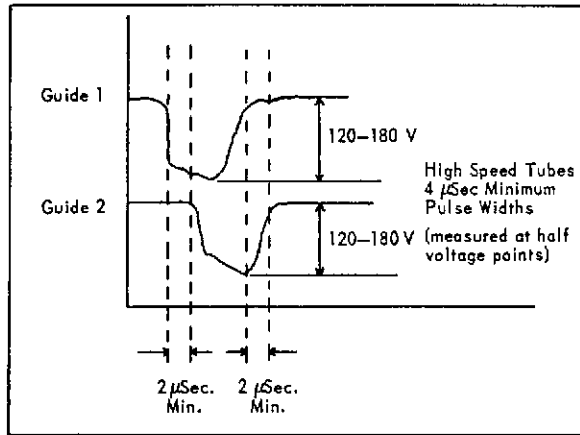 Guide 1
120–180 V
High Speed Tubes
4 μSec Minimum
Pulse Widths
(measured at half
voltage points)
Guide 2
120–180 V
2 μSec.
Min.
2 μSec.
Min.